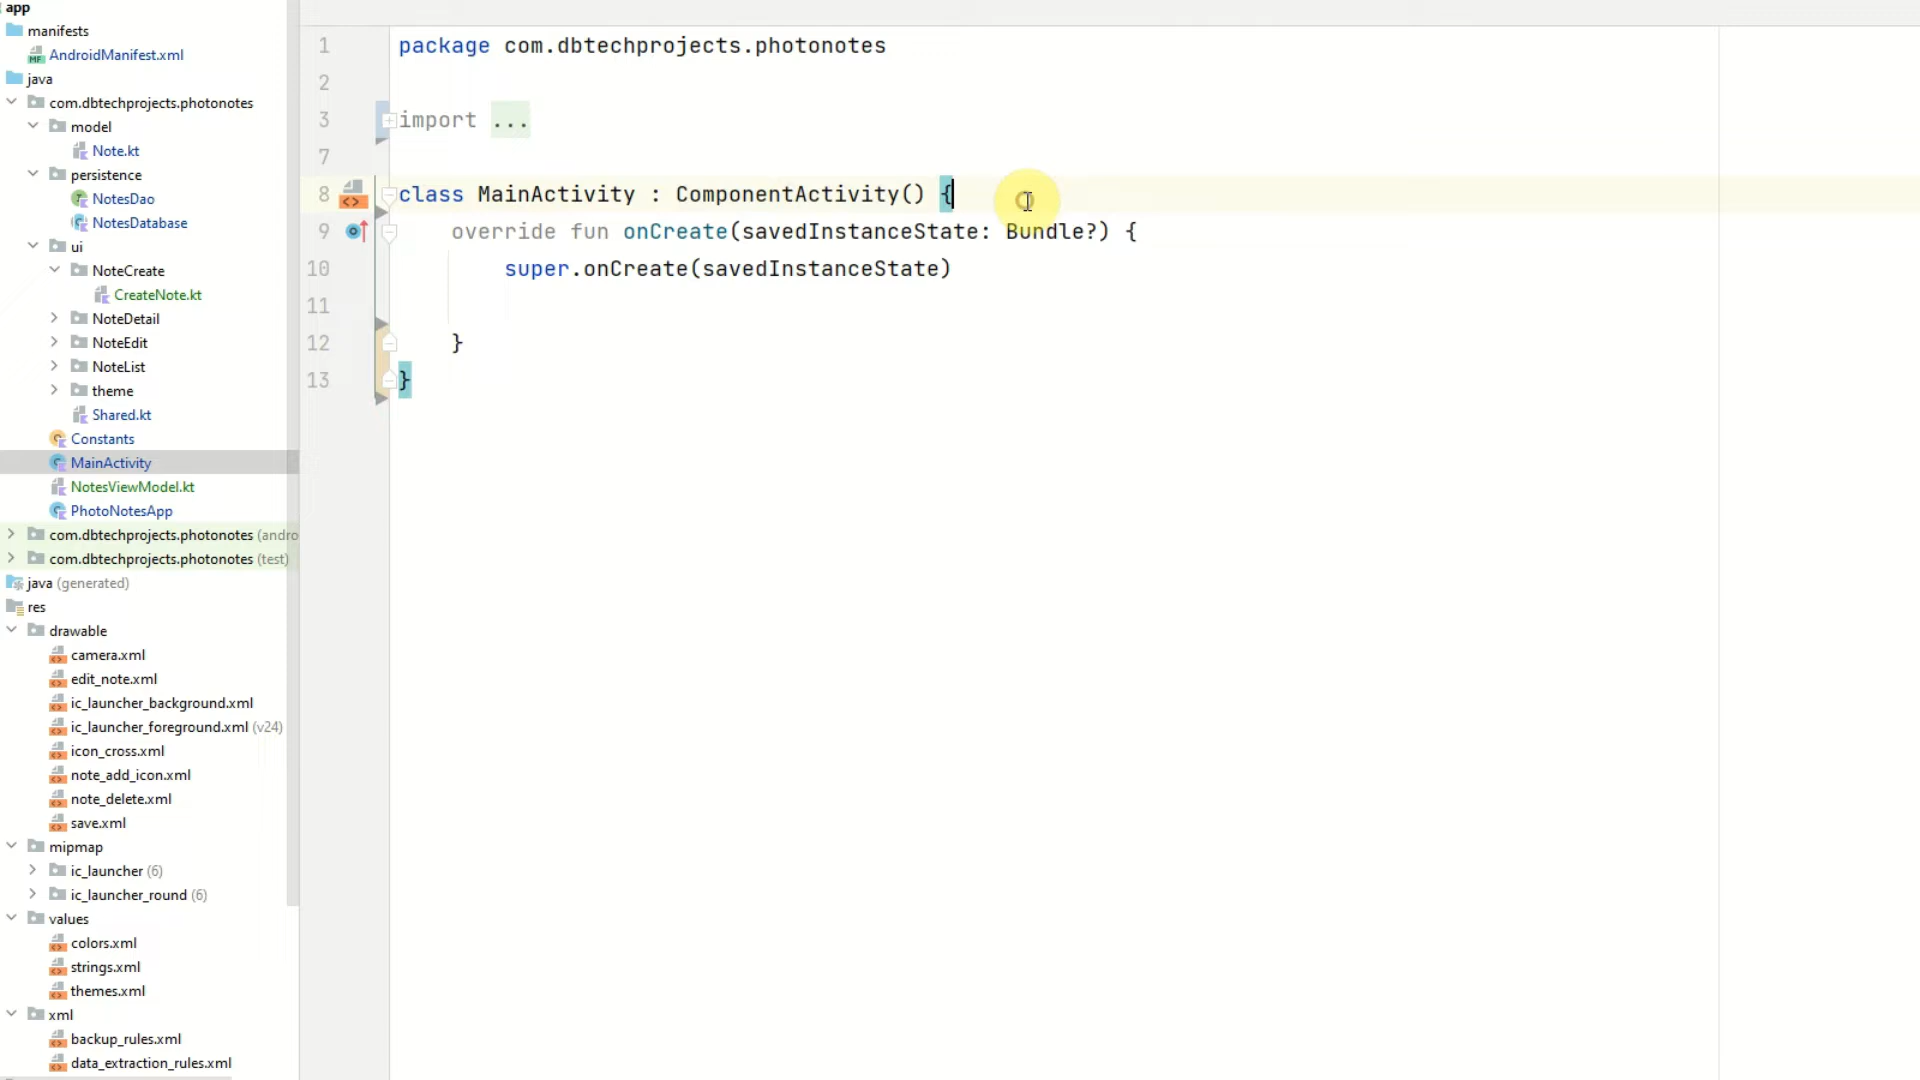 app
manifests
AndroidManifest.xml
java
com.dbtechprojects.photonotes
model
Note.kt
persistence
NotesDao
NotesDatabase
ui
NoteCreate
CreateNote.kt
NoteDetail
NoteEdit
NoteList
theme
Shared.kt
Constants
MainActivity
NotesViewModel.kt
PhotoNotesApp
com.dbtechprojects.photonotes (andro
com.dbtechprojects.photonotes (test)
java (generated)
res
drawable
camera.xml
edit_note.xml
ic_launcher_background.xml
ic_launcher_foreground.xml (v24)
icon_cross.xml
note_add_icon.xml
note_delete.xml
save.xml
mipmap
ic_launcher (6)
ic_launcher_round (6)
values
colors.xml
strings.xml
themes.xml
xml
backup_rules.xml
data_extraction_rules.xml
1 package com.dbtechprojects.photonotes
2
3 import ...
7
8 class MainActivity : ComponentActivity() {
9 override fun onCreate(savedInstanceState: Bundle?) {
10 super.onCreate(savedInstanceState)
11
12 }
13 }